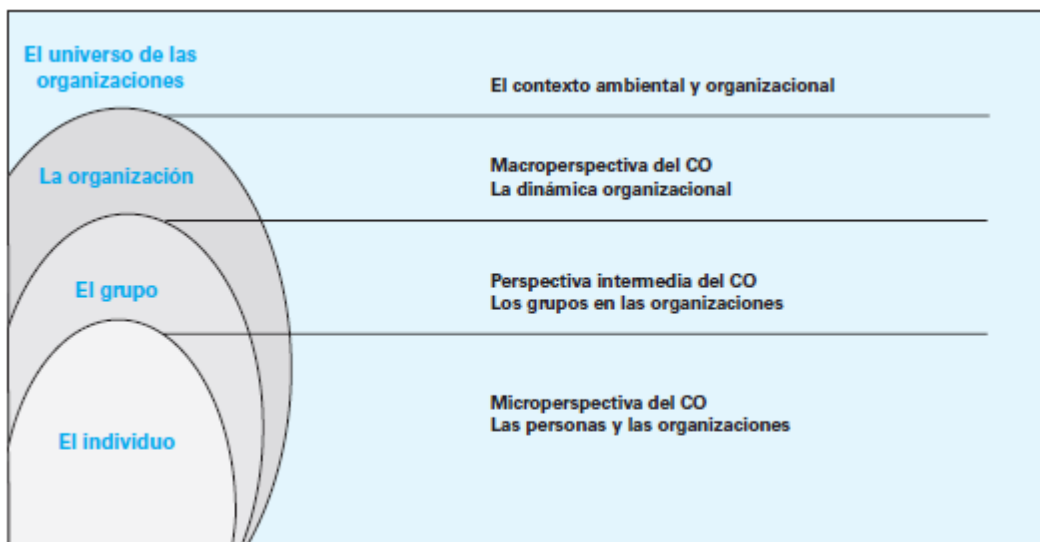 El universo de las
organizaciones
El contexto ambiental y organizacional
La organización
Macroperspectiva del CO
La dinámica organizacional
El grupo
Perspectiva intermedia del CO
Los grupos en las organizaciones
El individuo
Microperspectiva del CO
Las personas y las organizaciones